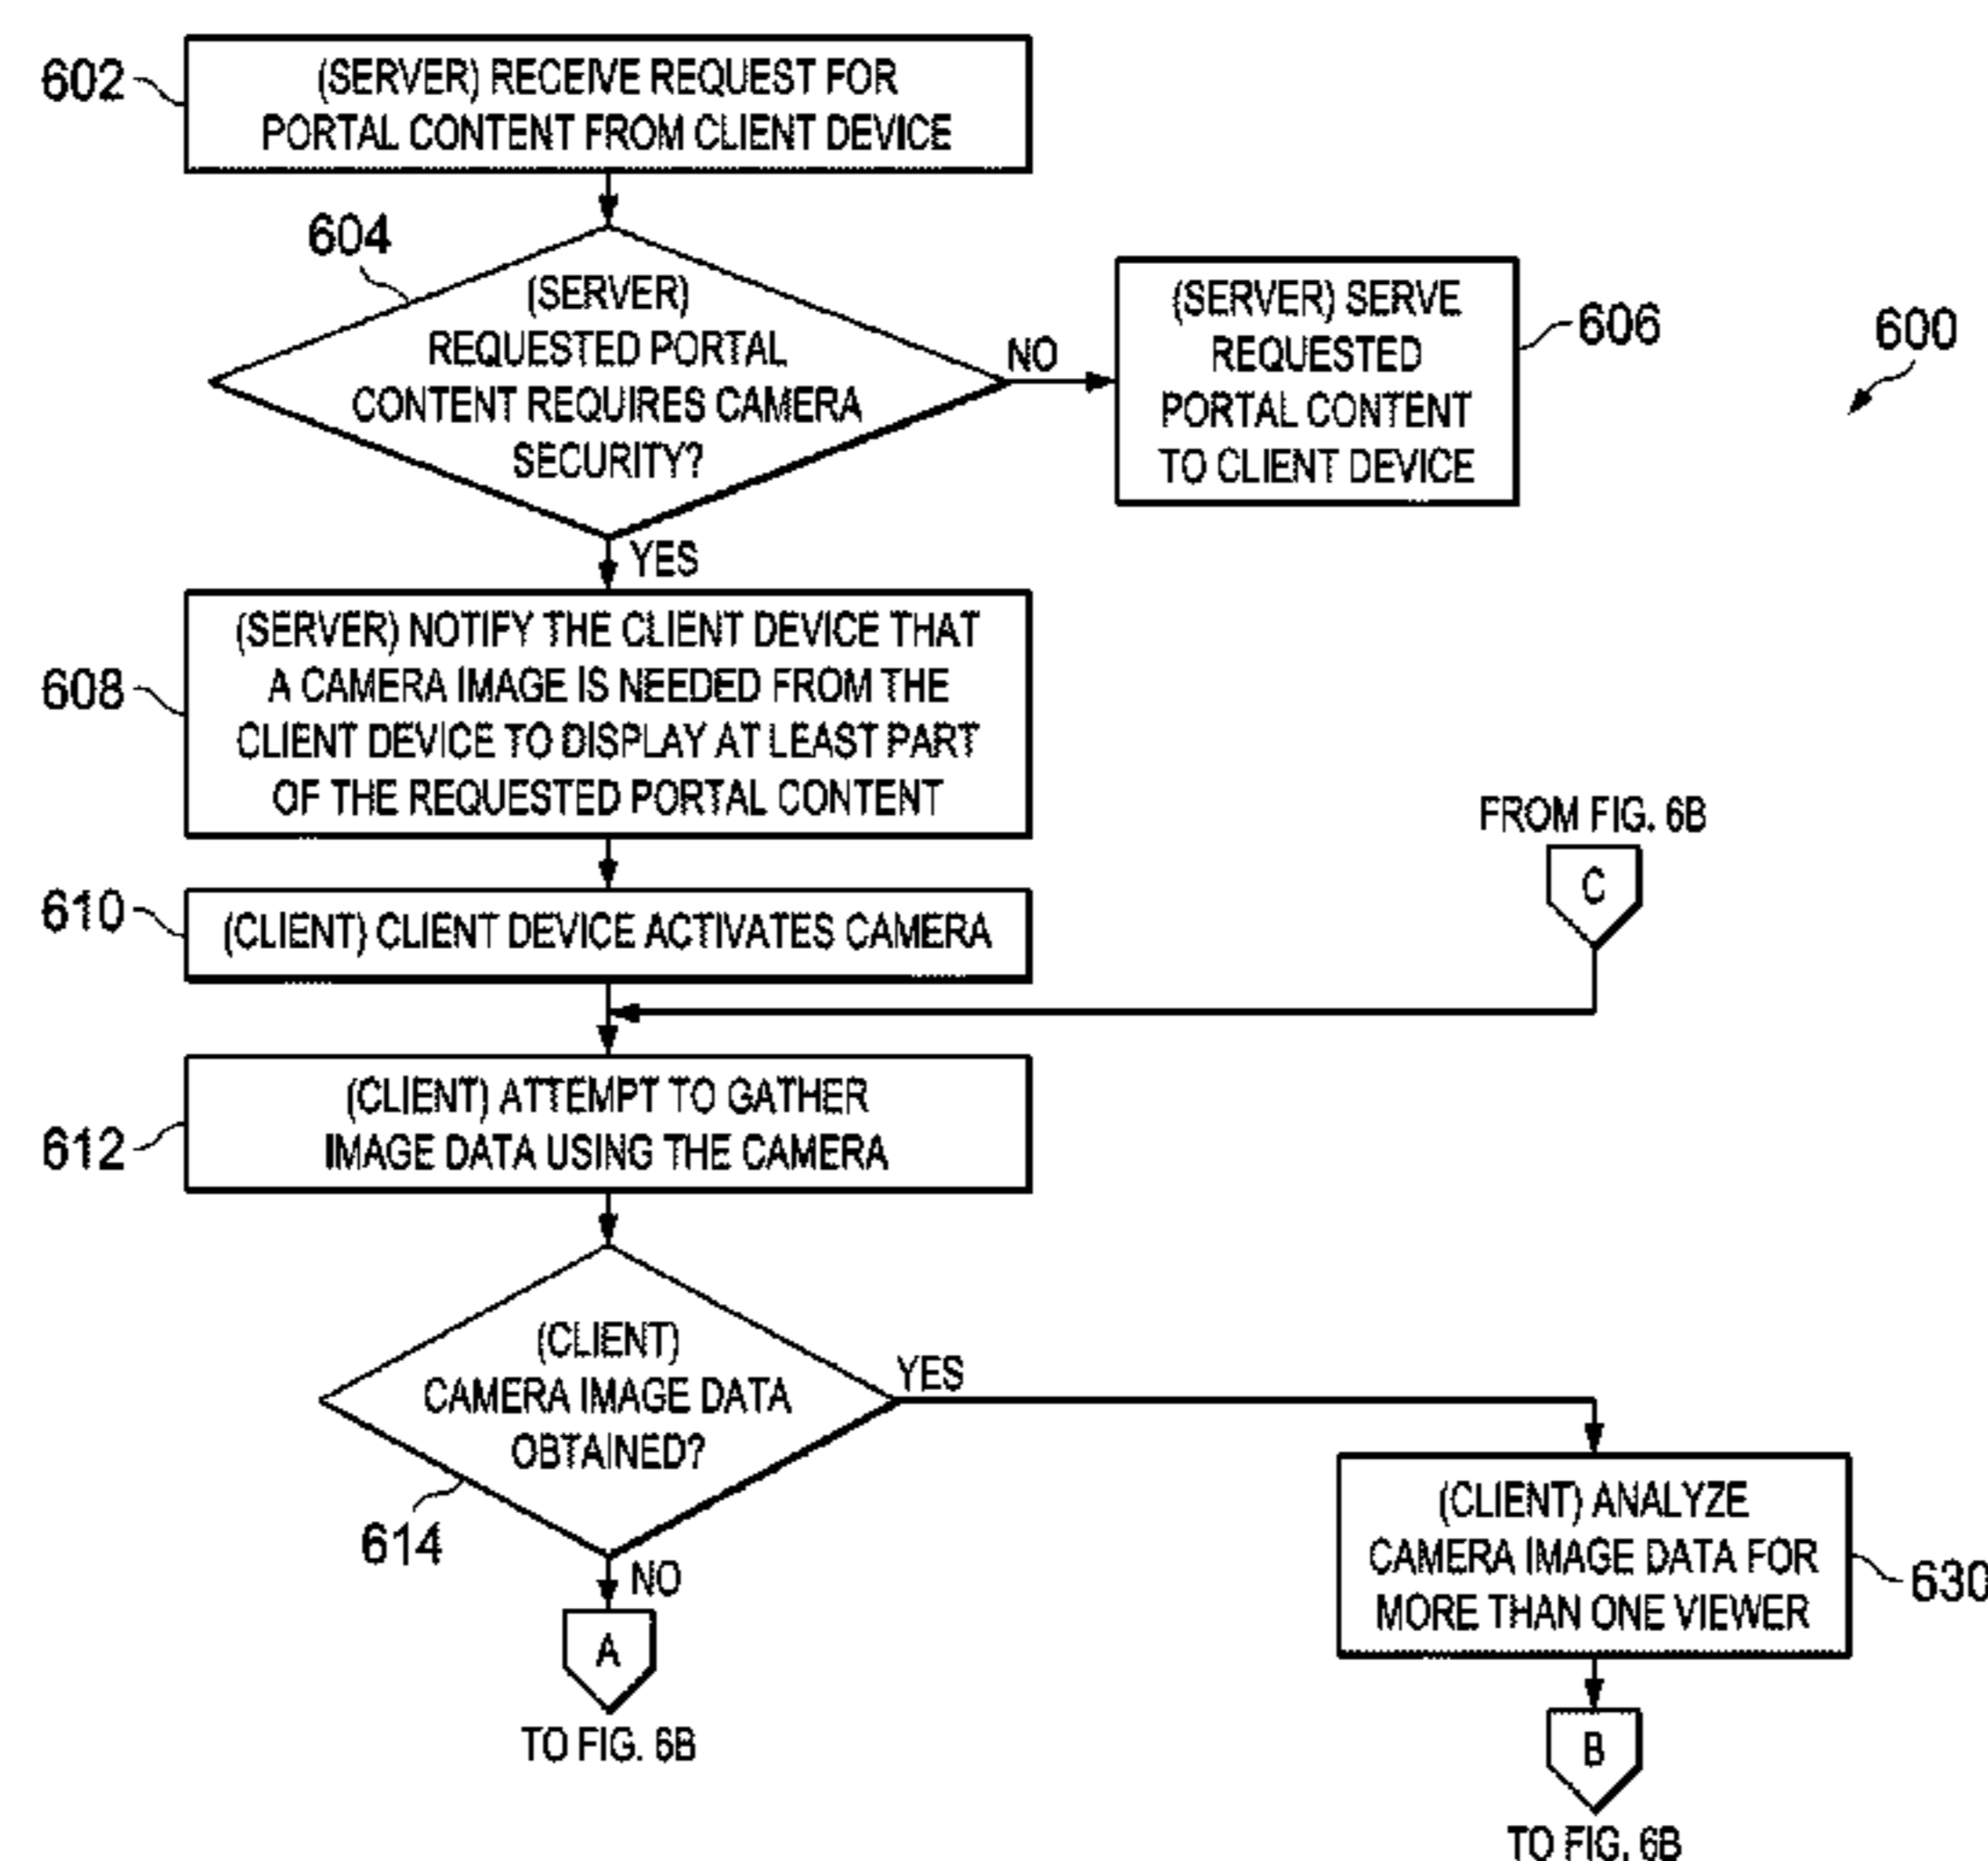 602
(SERVER) RECEIVE REQUEST FOR
PORTAL CONTENT FROM CLIENT DEVICE
604
(SERVER)
REQUESTED PORTAL
CONTENT REQUIRES CAMERA
SECURITY?
NO
(SERVER) SERVE
REQUESTED
PORTAL CONTENT
TO CLIENT DEVICE
606
600
YES
608
(SERVER) NOTIFY THE CLIENT DEVICE THAT
A CAMERA IMAGE IS NEEDED FROM THE
CLIENT DEVICE TO DISPLAY AT LEAST PART
OF THE REQUESTED PORTAL CONTENT
FROM FIG. 6B
C
610
(CLIENT) CLIENT DEVICE ACTIVATES CAMERA
612
(CLIENT) ATTEMPT TO GATHER
IMAGE DATA USING THE CAMERA
(CLIENT)
CAMERA IMAGE DATA
OBTAINED?
614
YES
NO
A
TO FIG. 6B
(CLIENT) ANALYZE
CAMERA IMAGE DATA FOR
MORE THAN ONE VIEWER
630
B
TO FIG. 6B